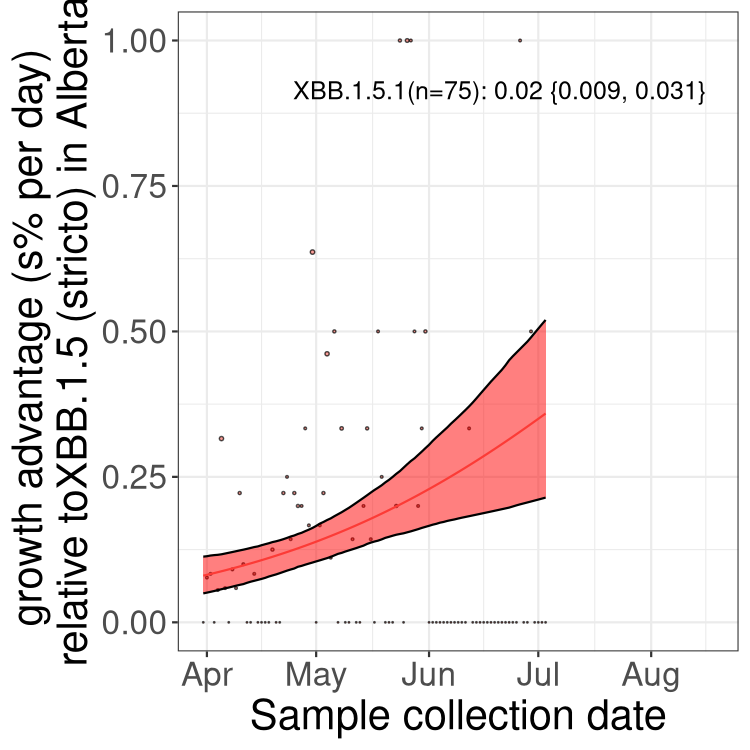 growth advantage (s% per day)
relative toXBB.1.5 (stricto) in Alberta
1.00
0.75
0.50
0.25
0.00
XBB.1.5.1(n=75): 0.02 {0.009, 0.031}
Apr May Jun Jul Aug
Sample collection date